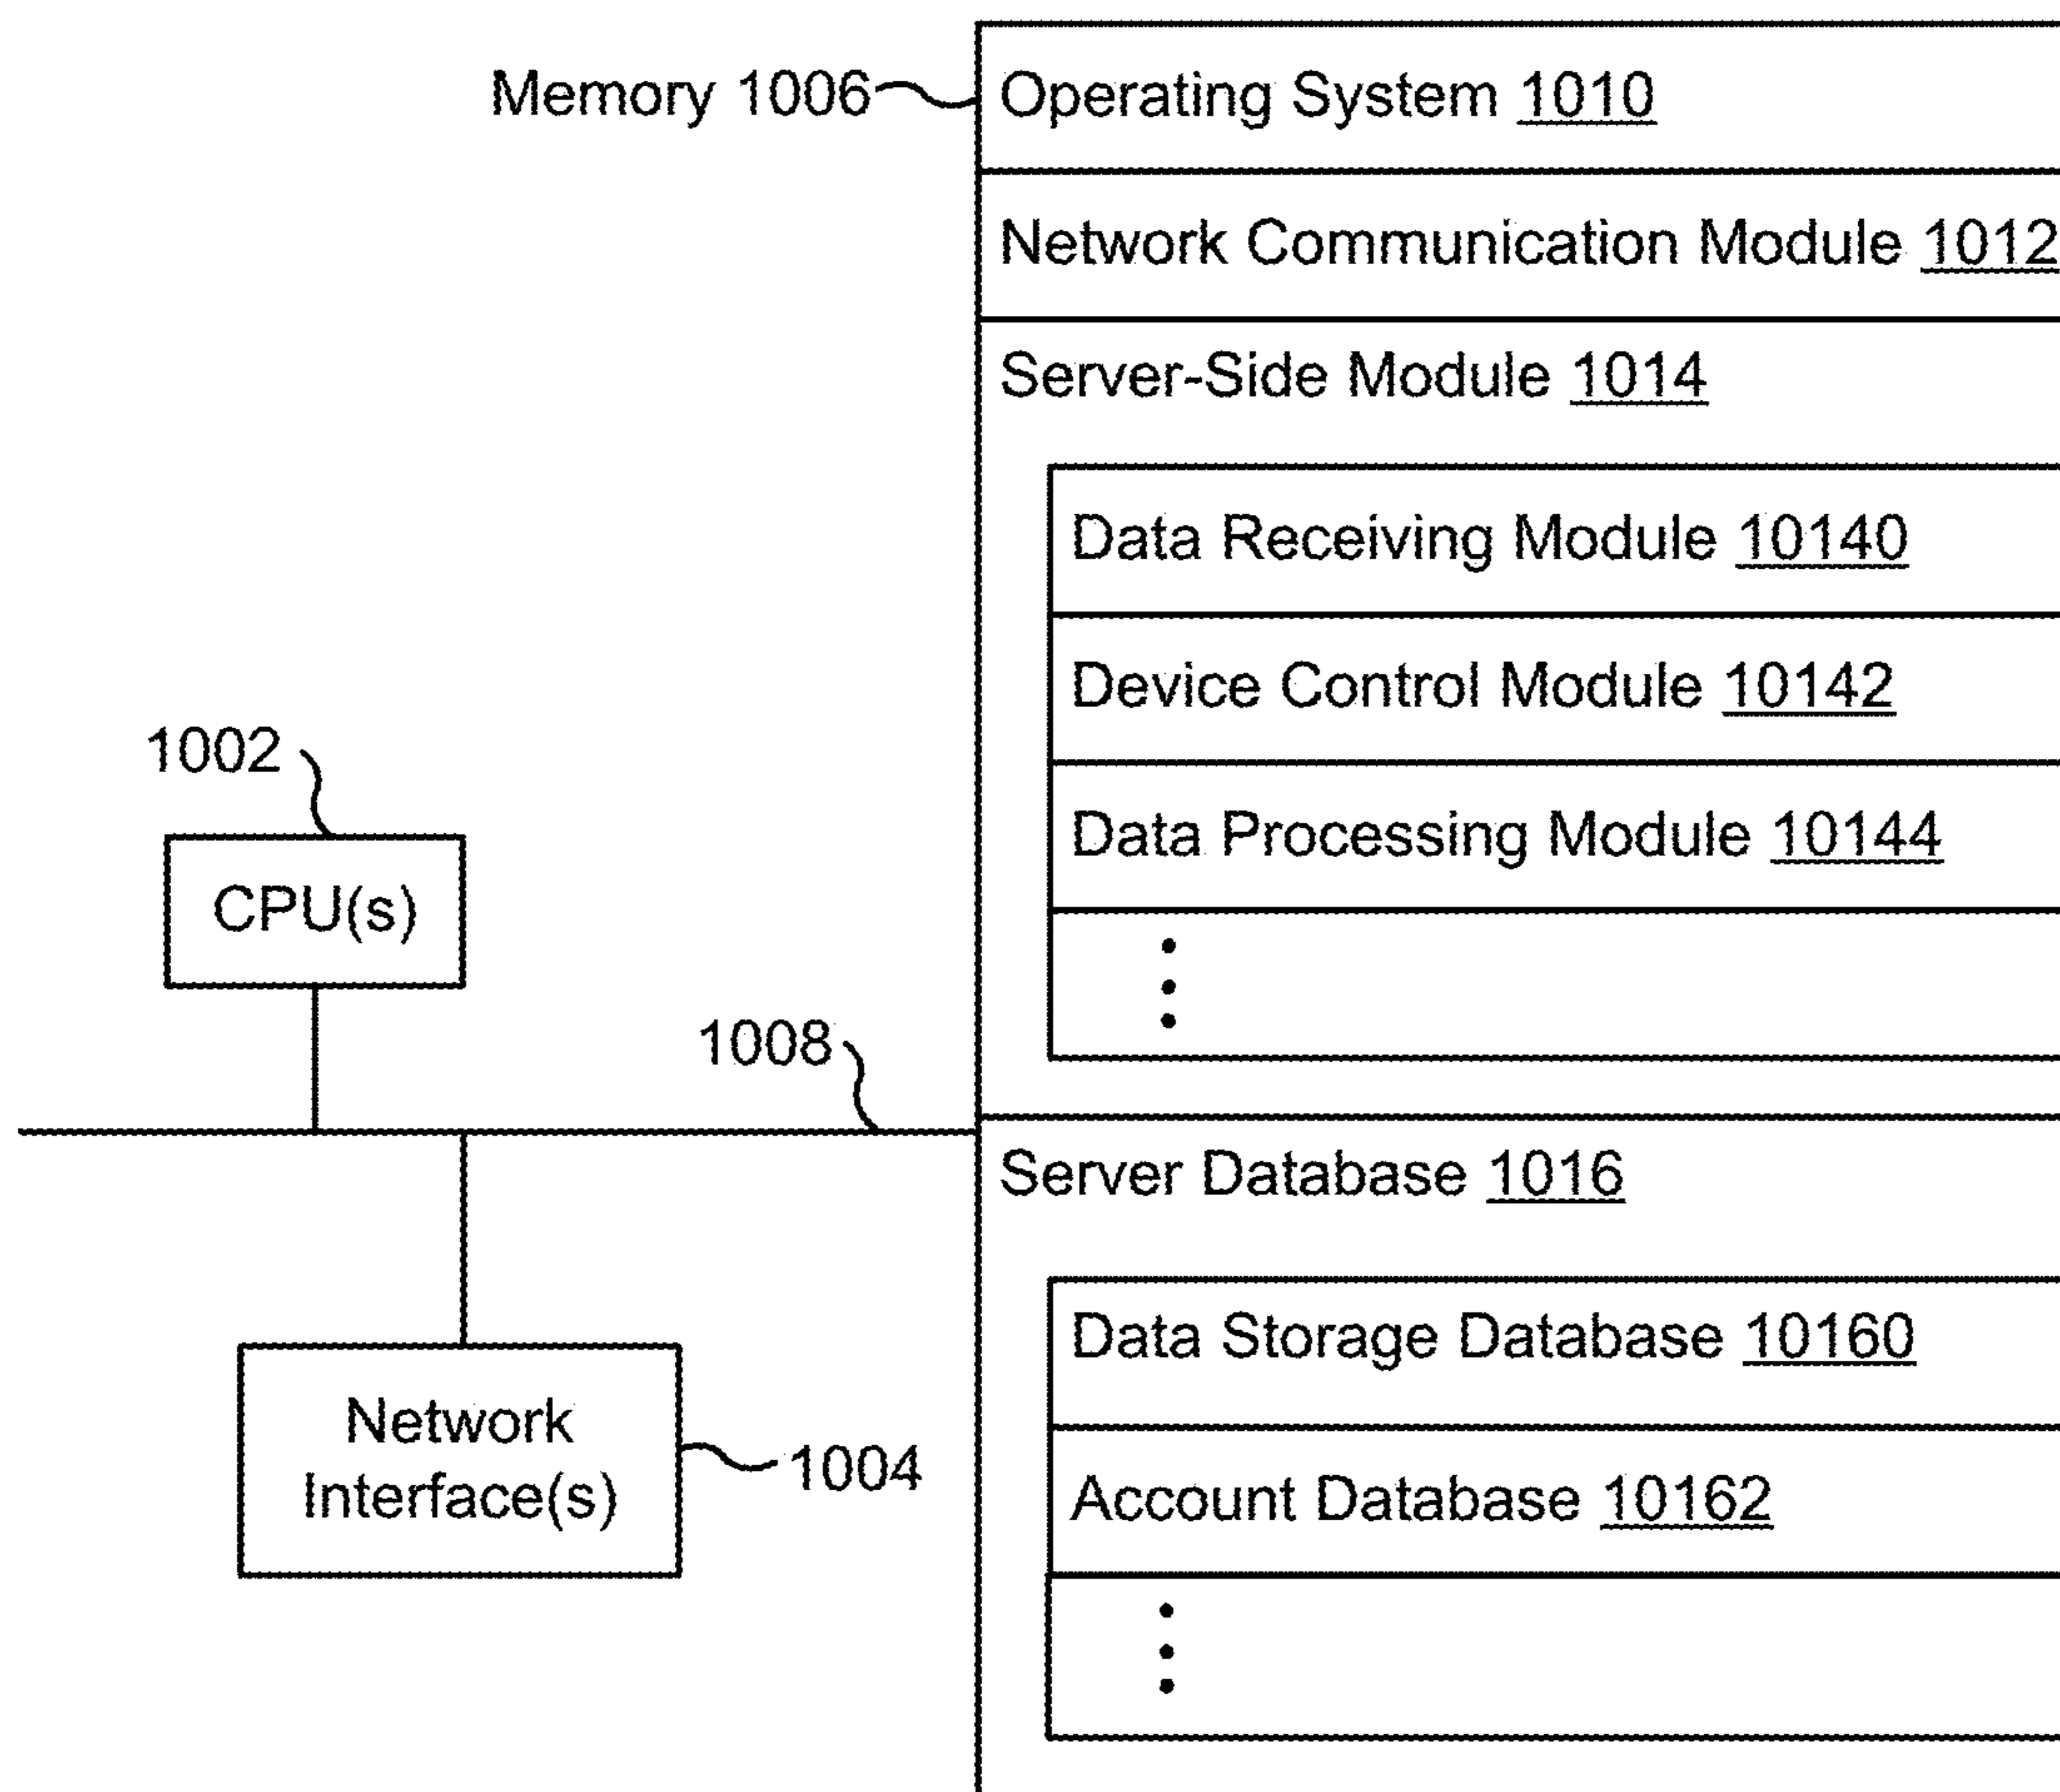 Memory 1006
Operating System 1010
Network Communication Module 1012
Server-Side Module 1014
Data Receiving Module 10140
Device Control Module 10142
Data Processing Module 10144
1002
CPU(s)
1008
Server Database 1016
Data Storage Database 10160
Account Database 10162
Network
Interface(s)
1004